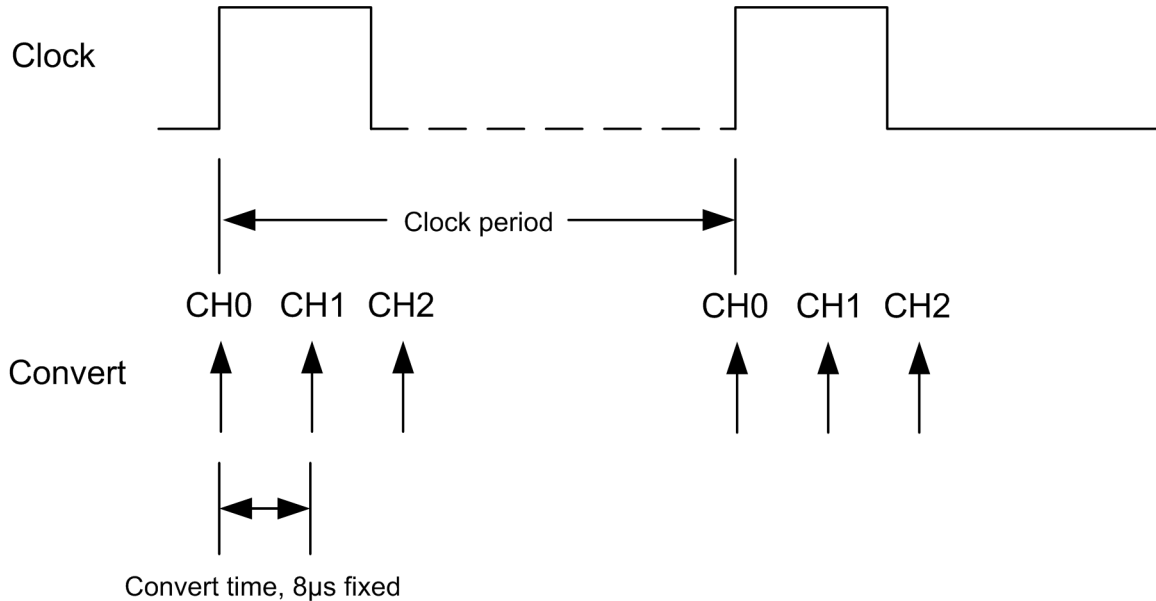 Clock
Clock period
CH0 CH1 CH2 CH0 CH1 CH2
Convert
Convert time, 8µs fixed